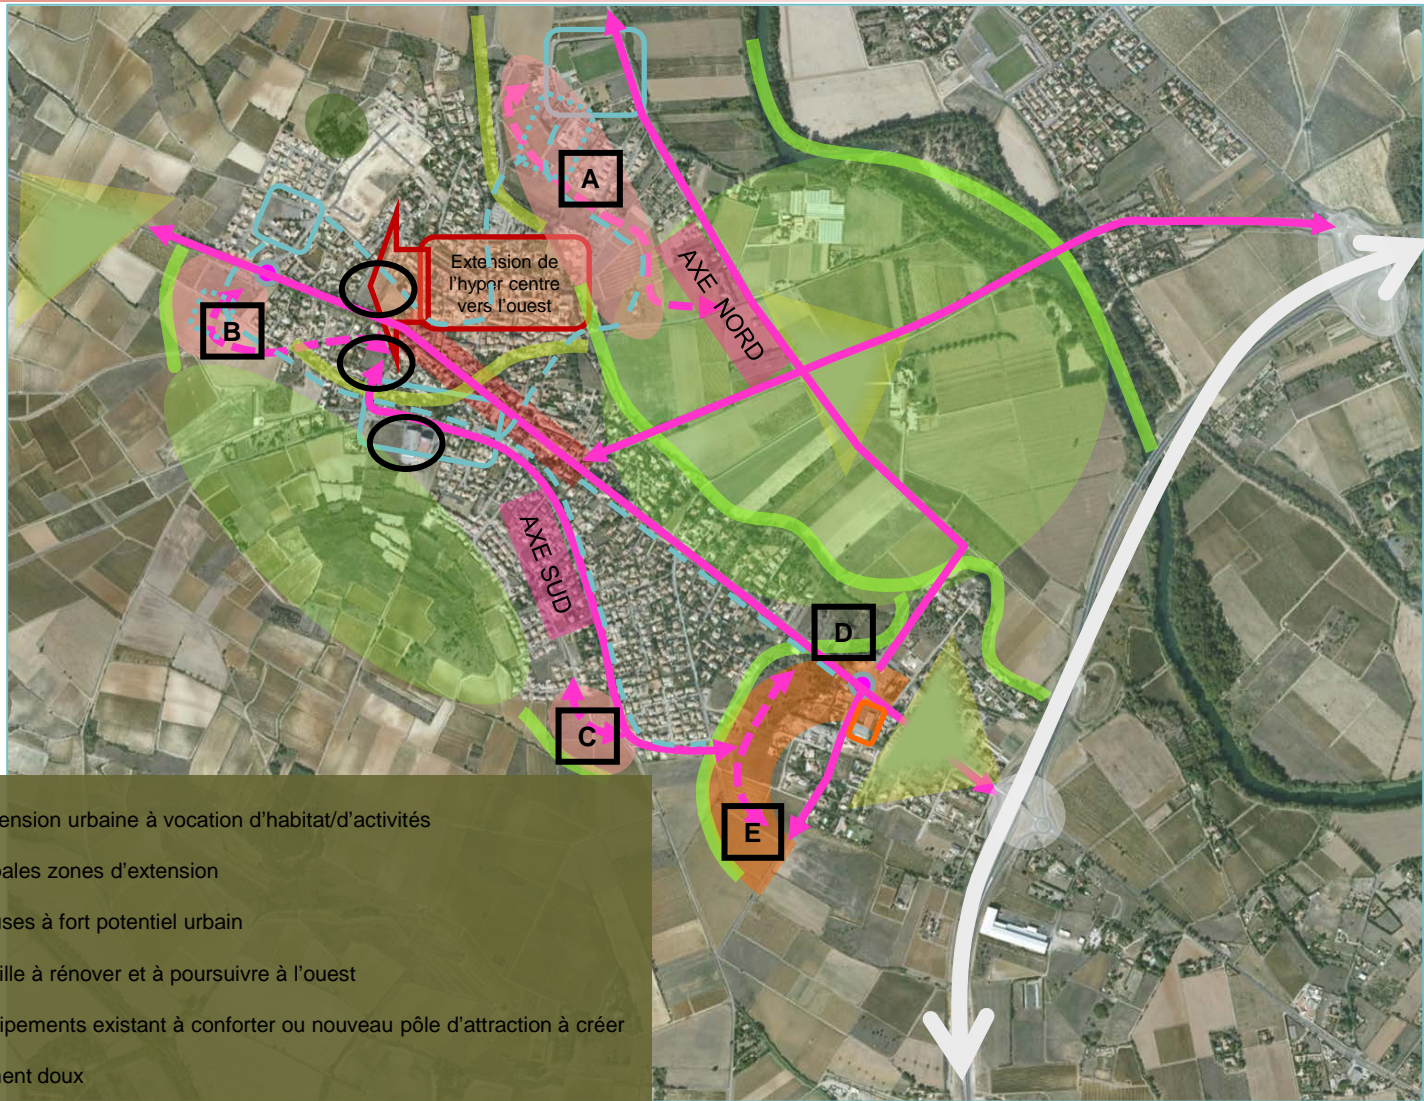 A
Extension de
l'hyper centre
vers l'ouest
AXE NORD
B
AXE SUD
D
C
E
ension urbaine à vocation d'habitat/d'activités
ales zones d'extension
ses à fort potentiel urbain
ille à rénover et à poursuivre à l'ouest
ipements existant à conforter ou nouveau pôle d'attraction à créer
ent doux